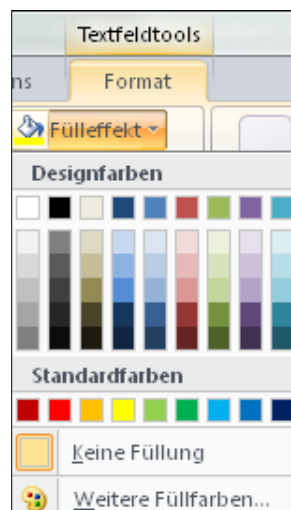 Textfeldtools
ns Format
Fülleffekt
Designfarben
Standardfarben
Keine Füllung
Weitere Füllfarben...